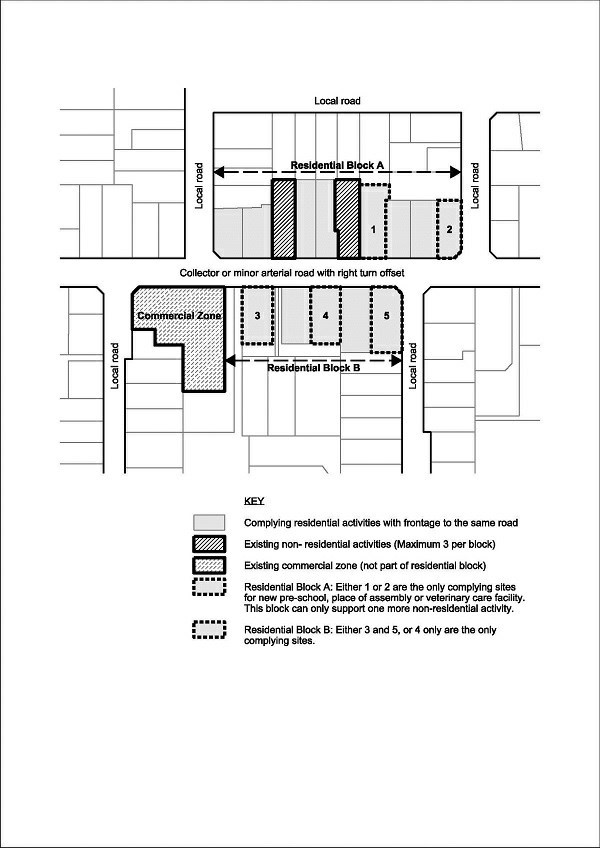 Local road
Residential Block A
Local road
Local road
1
2
Collector or minor arterial road with right turn offset
Commercial Zone
3
4
5
Local road
Local road
Residential Block B
KEY
Complying residential activities with frontage to the same road
Existing non- residential activities (Maximum 3 per block)
Existing commercial zone (not part of residential block)
Residential Block A: Either 1 or 2 are the only complying sites
for new pre-school, place of assembly or veterinary care facility.
This block can only support one more non-residential activity.
Residential Block B: Either 3 and 5, or 4 only are the only
complying sites.